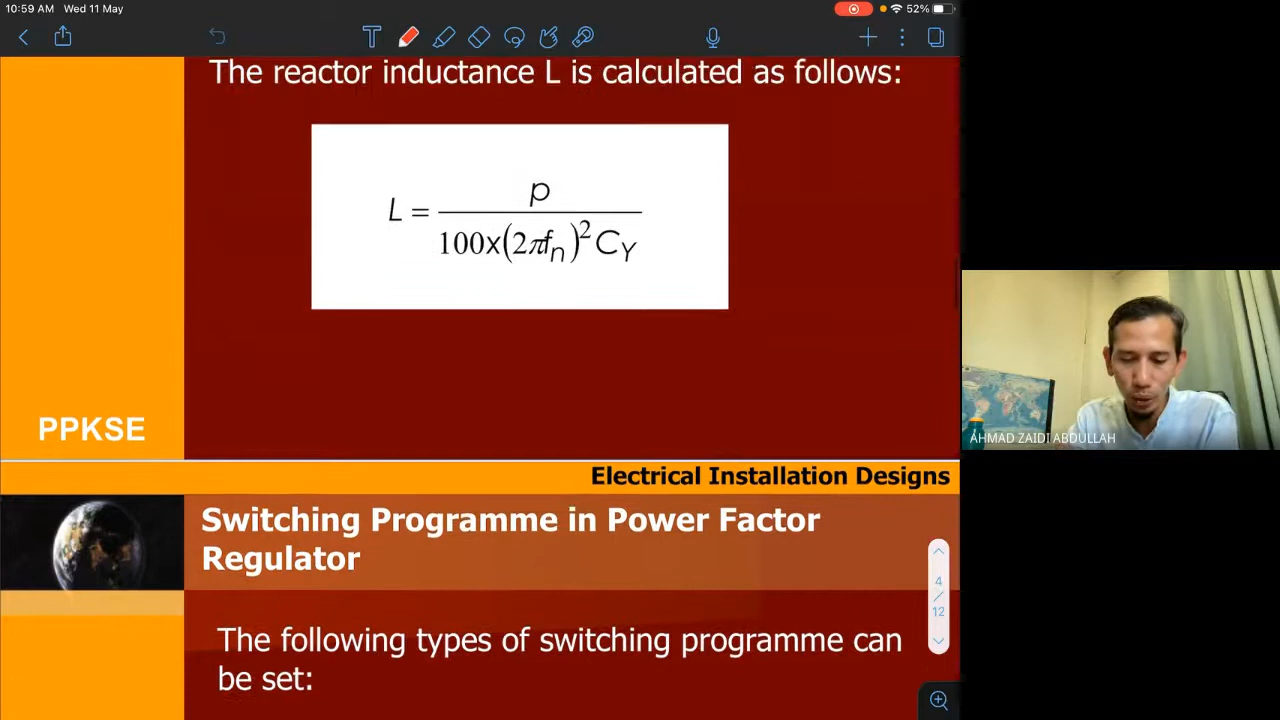 10:59 AM Wed 11 May
52%
The reactor inductance L is calculated as follows:
L = p / 100x(2πfn)²CY
PPKSE
Electrical Installation Designs
Switching Programme in Power Factor
Regulator
The following types of switching programme can
be set:
4
/
12
AHMAD ZAIDI ABDULLAH